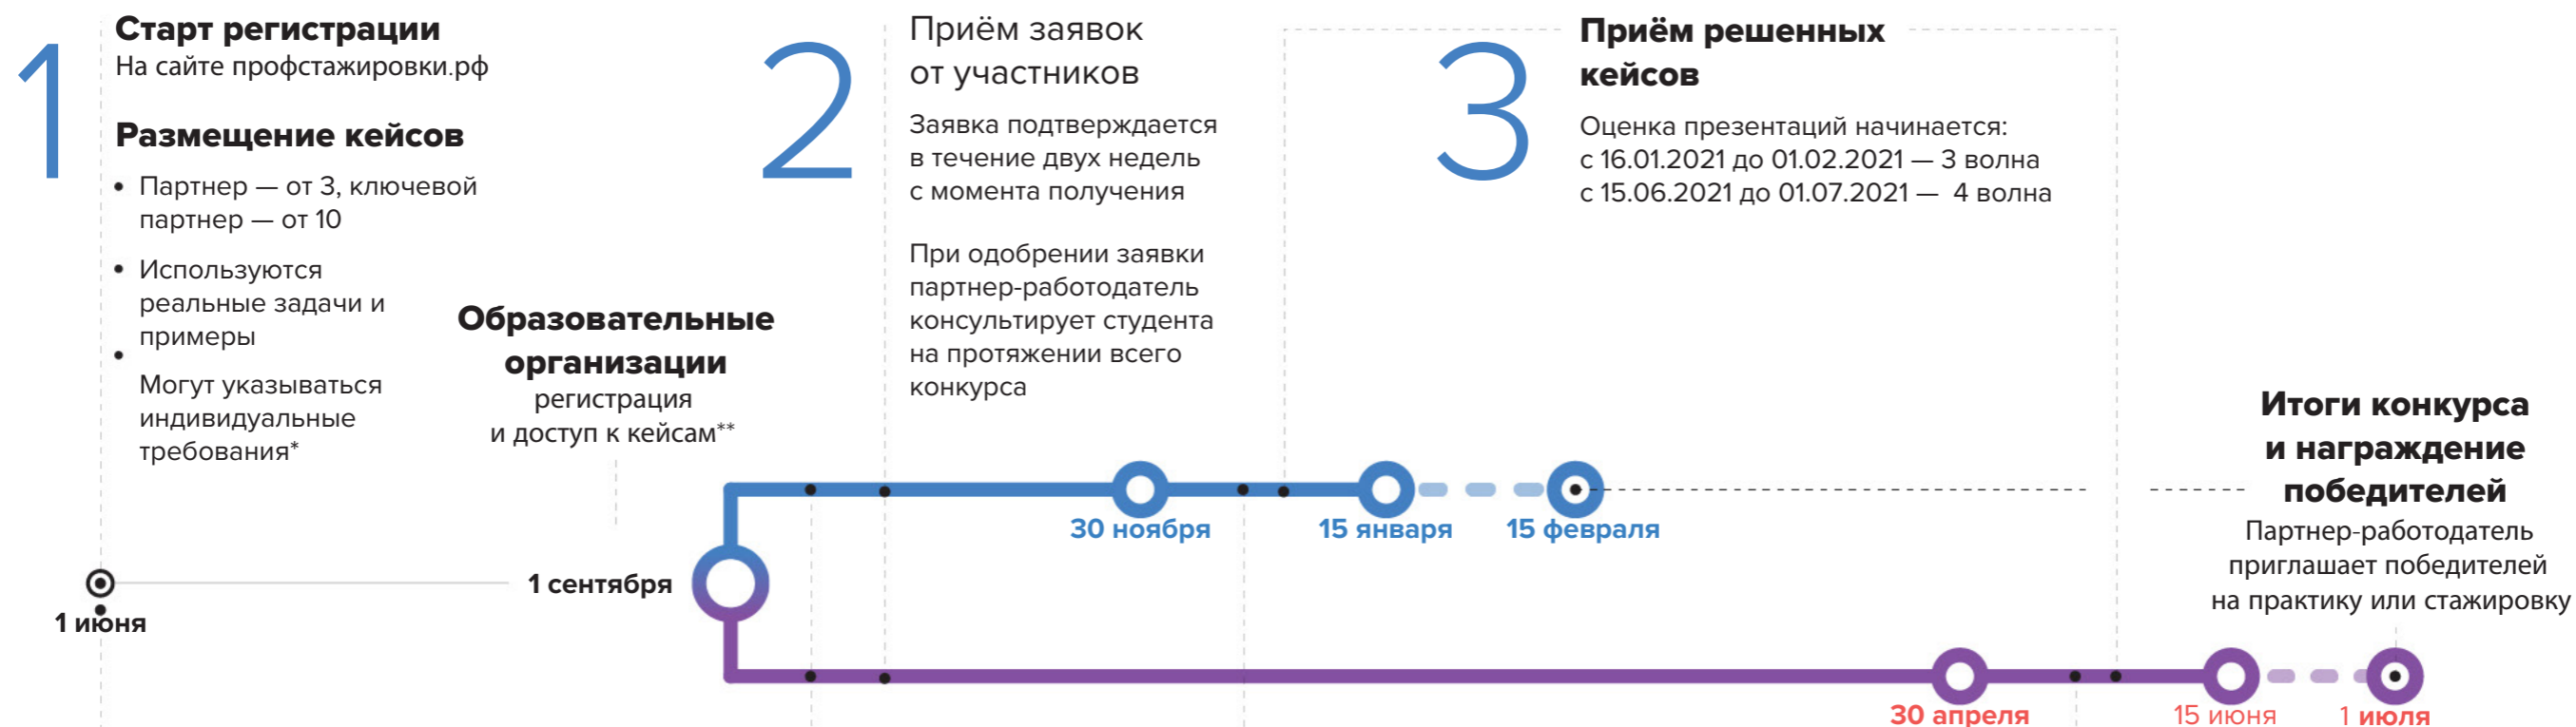 1
Старт регистрации
На сайте профстажировки.рф
Размещение кейсов
• Партнер — от 3, ключевой
партнер — от 10
• Используются
реальные задачи и
примеры
•
Могут указываться
индивидуальные
требования*
Образовательные
организации
регистрация
и доступ к кейсам**
2
Приём заявок
от участников
Заявка подтверждается
в течение двух недель
с момента получения
При одобрении заявки
партнер-работодатель
консультирует студента
на протяжении всего
конкурса
3
Приём решенных
кейсов
Оценка презентаций начинается:
с 16.01.2021 до 01.02.2021 — 3 волна
с 15.06.2021 до 01.07.2021 — 4 волна
Итоги конкурса
и награждение
победителей
Партнер-работодатель
приглашает победителей
на практику или стажировку
30 ноября
15 января
15 февраля
1 сентября
1 июня
30 апреля
15 июня
1 июля